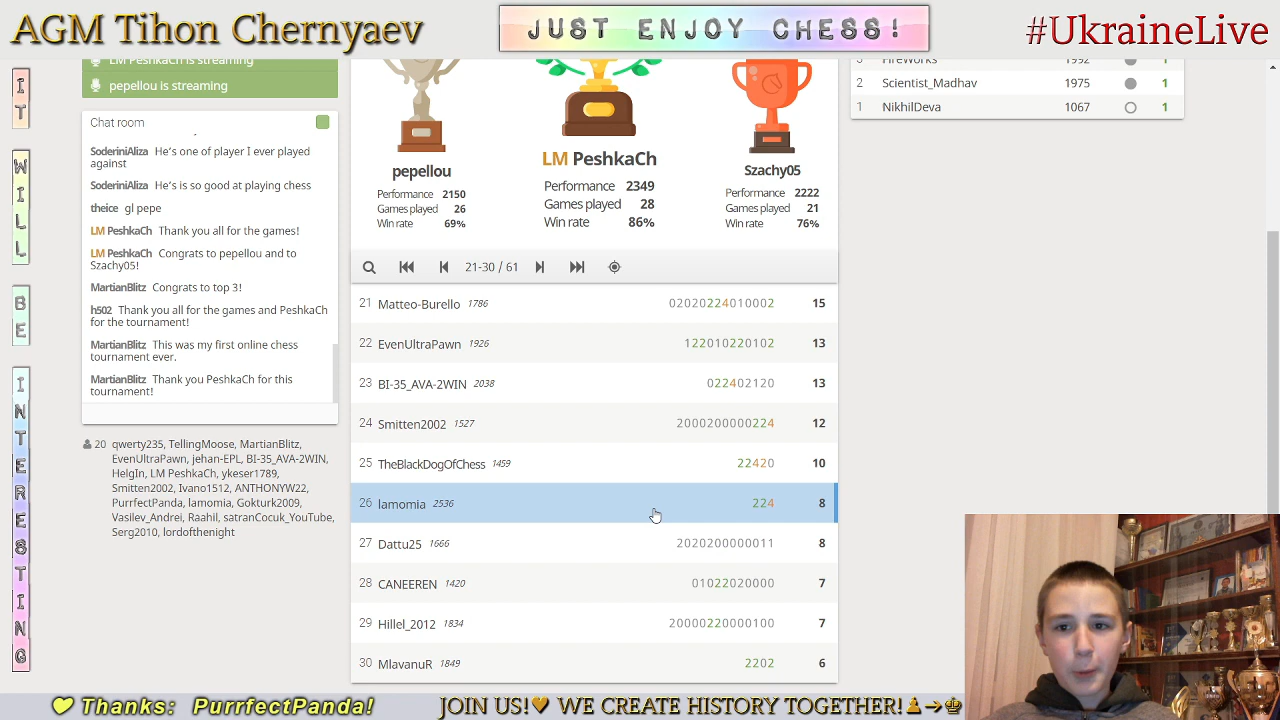 AGM Tihon Chernyaev
JUST ENJOY CHESS!
#UkraineLive
IT
WILL
BE
INTERESTING
LM PeshkaCh is streaming
pepellou is streaming
Chat room
SoderiniAliza He's one of player I ever played
against
SoderiniAliza He's is so good at playing chess
theice gl pepe
LM PeshkaCh Thank you all for the games!
LM PeshkaCh Congrats to pepellou and to
Szachy05!
MartianBlitz Congrats to top 3!
h502 Thank you all for the games and PeshkaCh
for the tournament!
MartianBlitz This was my first online chess
tournament ever.
MartianBlitz Thank you PeshkaCh for this
tournament!
20 qwerty235, TellingMoose, MartianBlitz,
EvenUltraPawn, jehan-EPL, BI-35_AVA-2WIN,
HelgIn, LM PeshkaCh, ykeser1789,
Smitten2002, Ivano1512, ANTHONYW22,
PurrfectPanda, lamomia, Gokturk2009,
Vasilev_Andrei, Raahil, satranCocuk_YouTube,
Serg2010, lordofthenight
pepellou
Performance 2150
Games played 26
Win rate 69%
LM PeshkaCh
Performance 2349
Games played 28
Win rate 86%
Szachy05
Performance 2222
Games played 21
Win rate 76%
21-30 / 61
21 Matteo-Burello 1786 02020224010002 15
22 EvenUltraPawn 1926 122010220102 13
23 BI-35_AVA-2WIN 2038 022402120 13
24 Smitten2002 1527 2000200000224 12
25 TheBlackDogOfChess 1459 22420 10
26 lamomia 2536 224 8
27 Dattu25 1666 2020200000011 8
28 CANEEREN 1420 01022020000 7
29 Hillel_2012 1834 20000220000100 7
30 MlavanuR 1849 2202 6
3 FireWorks 1992 1
2 Scientist_Madhav 1975 1
1 NikhilDeva 1067 1
Thanks: PurrfectPanda!
JOIN US! WE CREATE HISTORY TOGETHER!